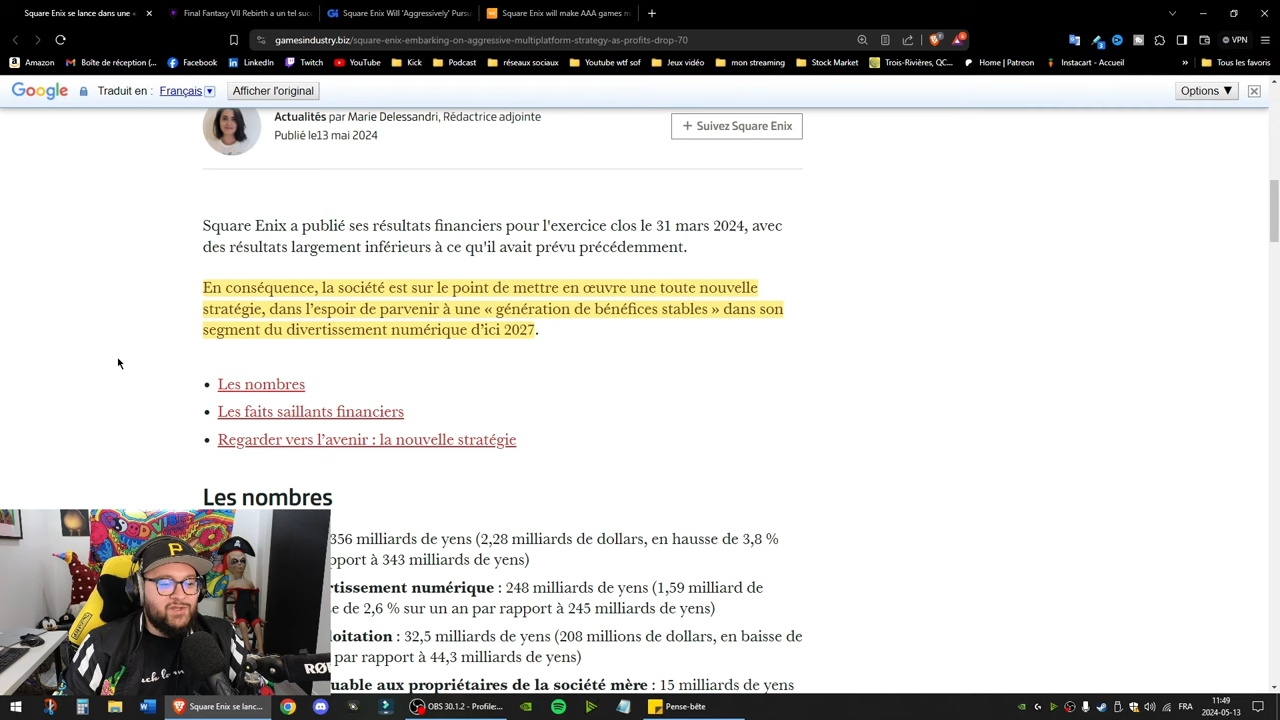 Square Enix se lance dans une «
Final Fantasy VII Rebirth a un tel suc
Square Enix Will 'Aggressively' Pursu
Square Enix will make AAA games m
gamesindustry.biz/square-enix-embarking-on-aggressive-multiplatform-strategy-as-profits-drop-70
VPN
Amazon
Boîte de réception (...
Facebook
LinkedIn
Twitch
YouTube
Kick
Podcast
réseaux sociaux
Youtube wtf sof
Jeux vidéo
mon streaming
Stock Market
Trois-Rivières, QC...
Home | Patreon
Instacart - Accueil
»
Tous les favoris
Google
Traduit en :
Français
Afficher l'original
Options ▼
Actualités par Marie Delessandri, Rédactrice adjointe
Publié le13 mai 2024
+ Suivez Square Enix
Square Enix a publié ses résultats financiers pour l'exercice clos le 31 mars 2024, avec
des résultats largement inférieurs à ce qu'il avait prévu précédemment.
En conséquence, la société est sur le point de mettre en œuvre une toute nouvelle
stratégie, dans l'espoir de parvenir à une « génération de bénéfices stables » dans son
segment du divertissement numérique d'ici 2027.
• Les nombres
• Les faits saillants financiers
• Regarder vers l'avenir : la nouvelle stratégie
Les nombres
356 milliards de yens (2,28 milliards de dollars, en hausse de 3,8 %
pport à 343 milliards de yens)
rtissement numérique : 248 milliards de yens (1,59 milliard de
e de 2,6 % sur un an par rapport à 245 milliards de yens)
loitation : 32,5 milliards de yens (208 millions de dollars, en baisse de
par rapport à 44,3 milliards de yens)
uable aux propriétaires de la société mère : 15 milliards de yens
GOOD VIBE
P
RØD
Square Enix se lanc...
OBS 30.1.2 - Profile:...
Pense-bête
FRA
11:49
2024-05-13